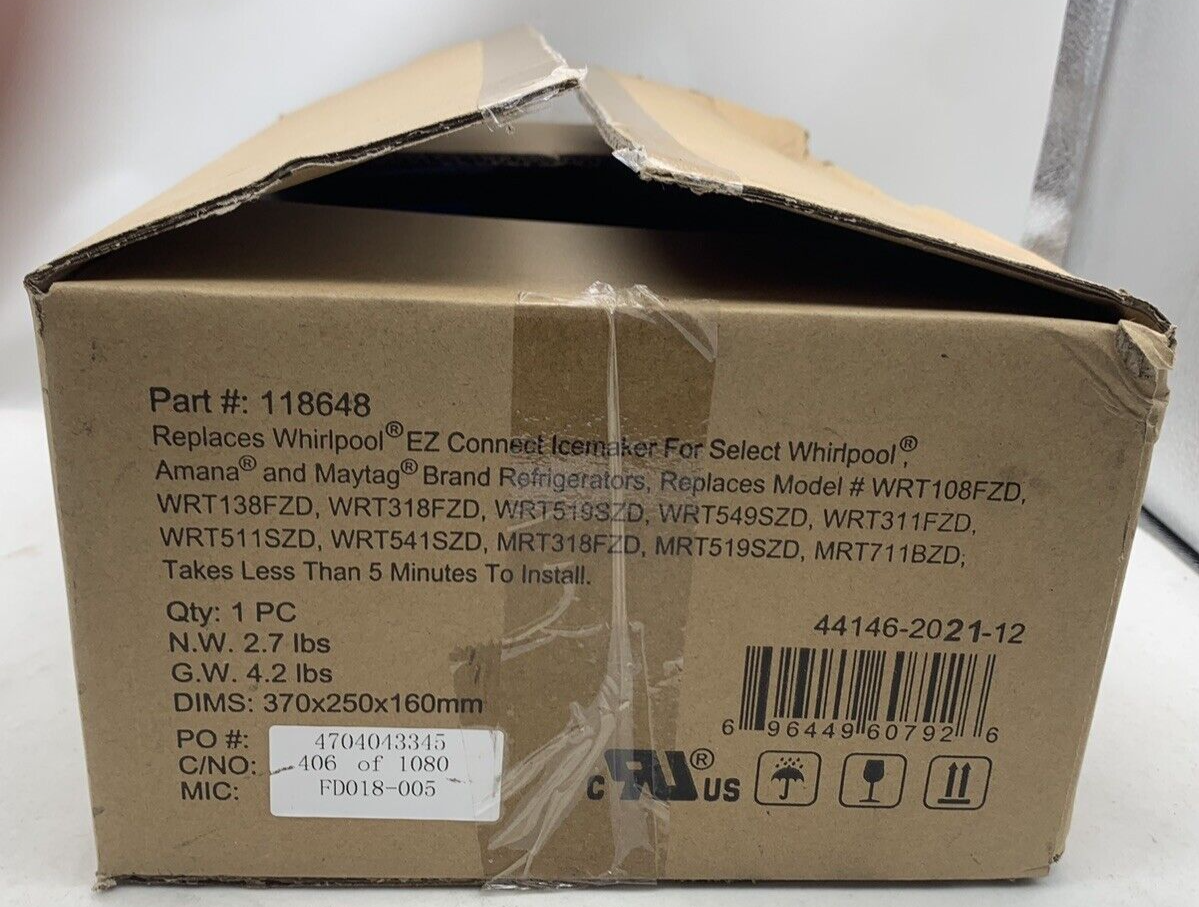 Part #: 118648
Replaces Whirlpool® EZ Connect Icemaker For Select Whirlpool®,
Amana® and Maytag® Brand Refrigerators, Replaces Model # WRT108FZD,
WRT138FZD, WRT318FZD, WRT519SZD, WRT549SZD, WRT311FZD,
WRT511SZD, WRT541SZD, MRT318FZD, MRT519SZD, MRT711BZD;
Takes Less Than 5 Minutes To Install.
Qty: 1 PC
N.W. 2.7 lbs
G.W. 4.2 lbs
DIMS: 370x250x160mm
PO #: 4704043345
C/NO: 406 of 1080
MIC: FD018-005
44146-2021-12
6 96449 60792 6
C RU® US